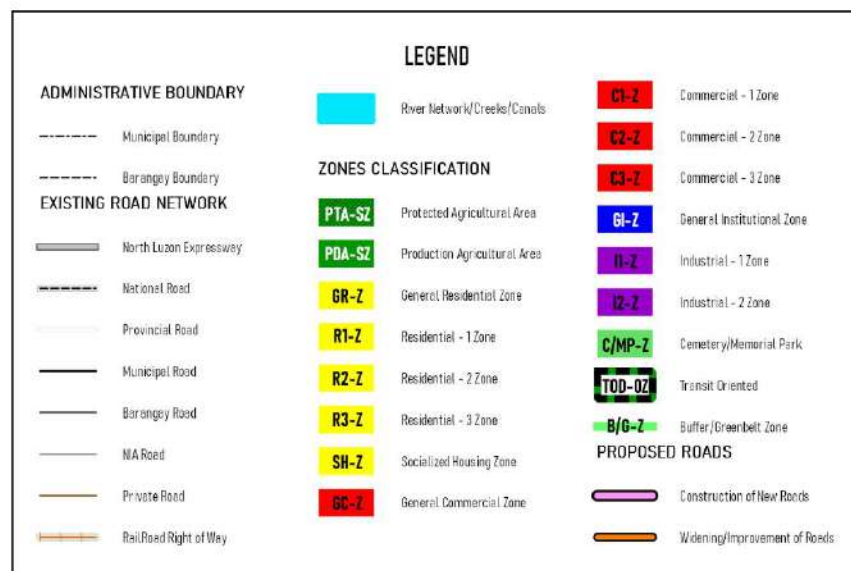 LEGEND
ADMINISTRATIVE BOUNDARY
Municipal Boundary
Barangay Boundary
EXISTING ROAD NETWORK
North Luzon Expressway
National Road
Provincial Road
Municipal Road
Barangay Road
NIA Road
Private Road
RailRoad Right of Way
River Network/Creeks/Canals
ZONES CLASSIFICATION
PTA-SZ Protected Agricultural Area
PDA-SZ Production Agricultural Area
GR-Z General Residential Zone
R1-Z Residential - 1 Zone
R2-Z Residential - 2 Zone
R3-Z Residential - 3 Zone
SH-Z Socialized Housing Zone
GC-Z General Commercial Zone
C1-Z Commercial - 1 Zone
C2-Z Commercial - 2 Zone
C3-Z Commercial - 3 Zone
GI-Z General Institutional Zone
I1-Z Industrial - 1 Zone
I2-Z Industrial - 2 Zone
C/MP-Z Cemetery/Memorial Park
TOD-OZ Transit Oriented
B/G-Z Buffer/Greenbelt Zone
PROPOSED ROADS
Construction of New Roads
Widening/Improvement of Roads